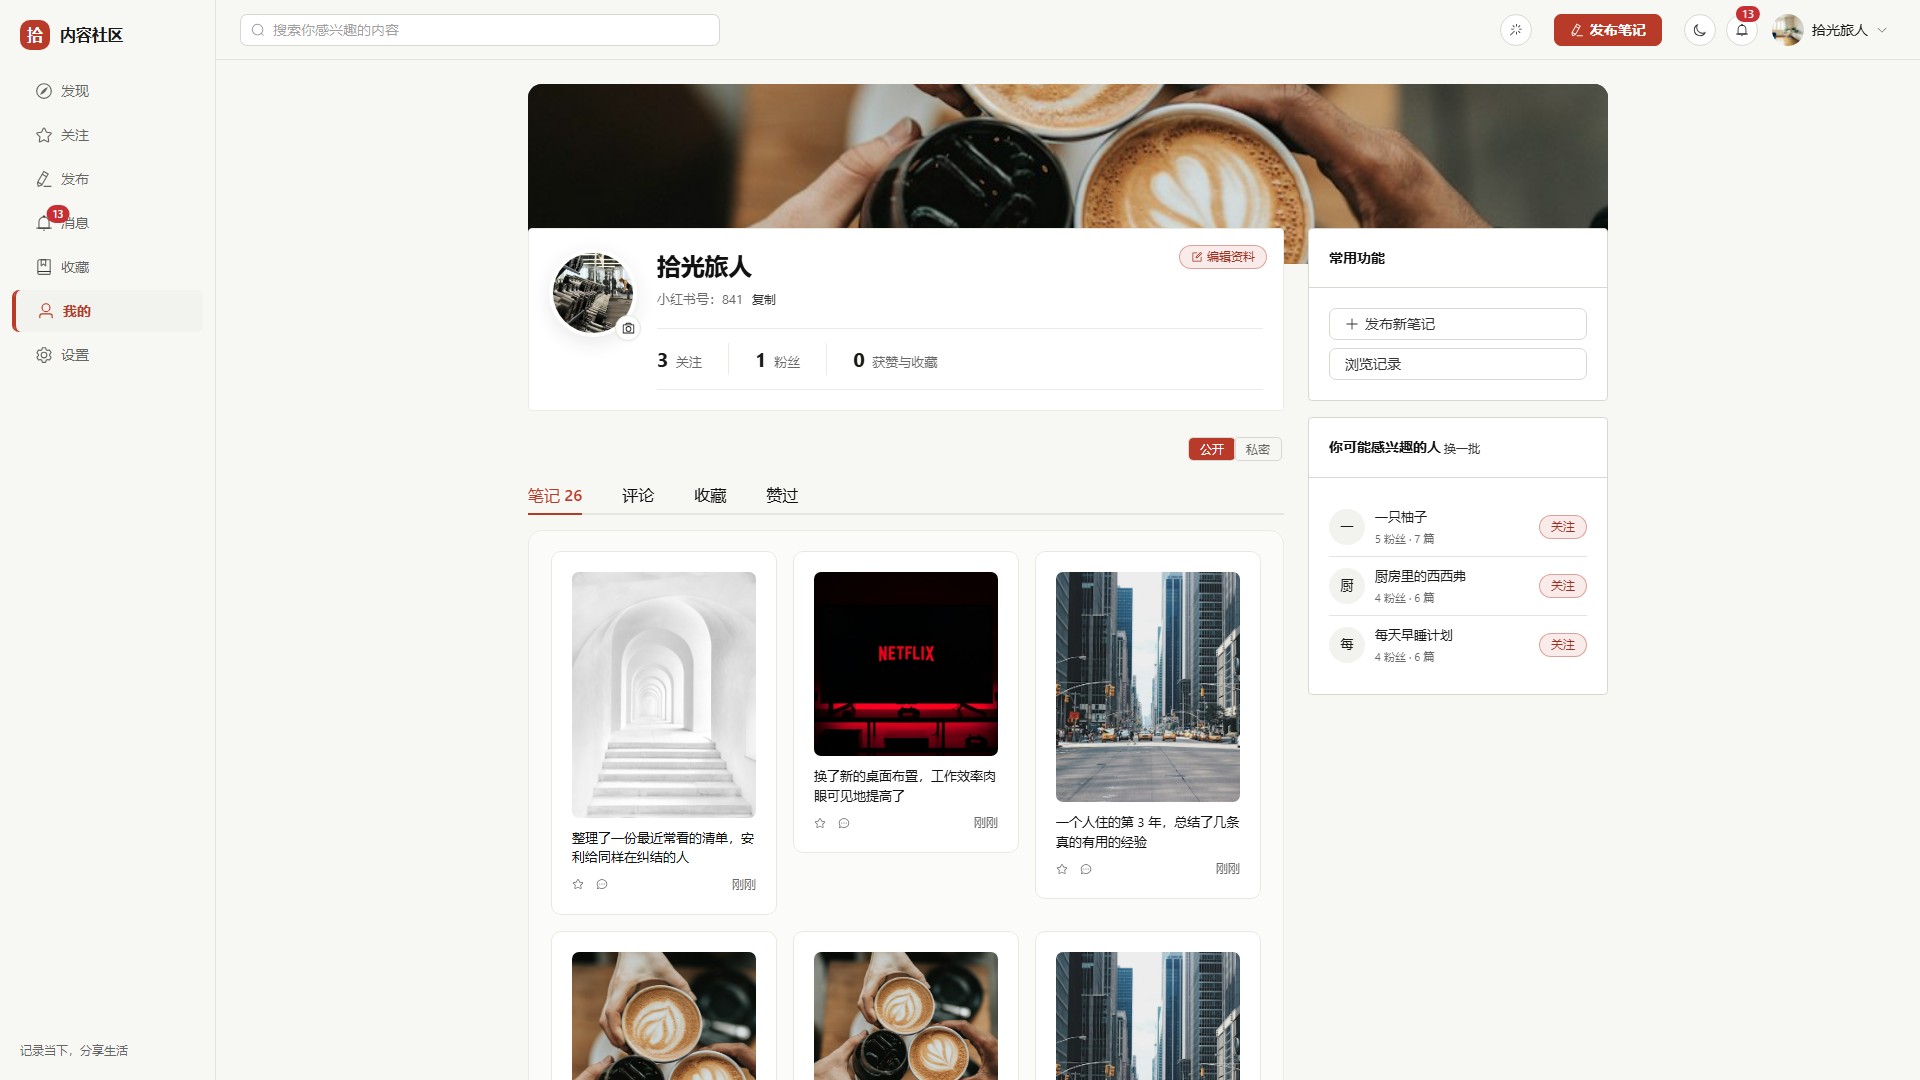 拾 内容社区
搜索你感兴趣的内容
发布笔记
13
拾光旅人
发现
关注
发布
13
消息
收藏
我的
设置
记录当下，分享生活
拾光旅人
编辑资料
小红书号：841 复制
3 关注
1 粉丝
0 获赞与收藏
公开 私密
笔记 26 评论 收藏 赞过
整理了一份最近常看的清单，安
利给同样在纠结的人
刚刚
NETFLIX
换了新的桌面布置，工作效率肉
眼可见地提高了
刚刚
一个人住的第 3 年，总结了几条
真的有用的经验
刚刚
常用功能
发布新笔记
浏览记录
你可能感兴趣的人 换一批
一 一只柚子
5 粉丝 · 7 篇
关注
厨 厨房里的西西弗
4 粉丝 · 6 篇
关注
每 每天早睡计划
4 粉丝 · 6 篇
关注